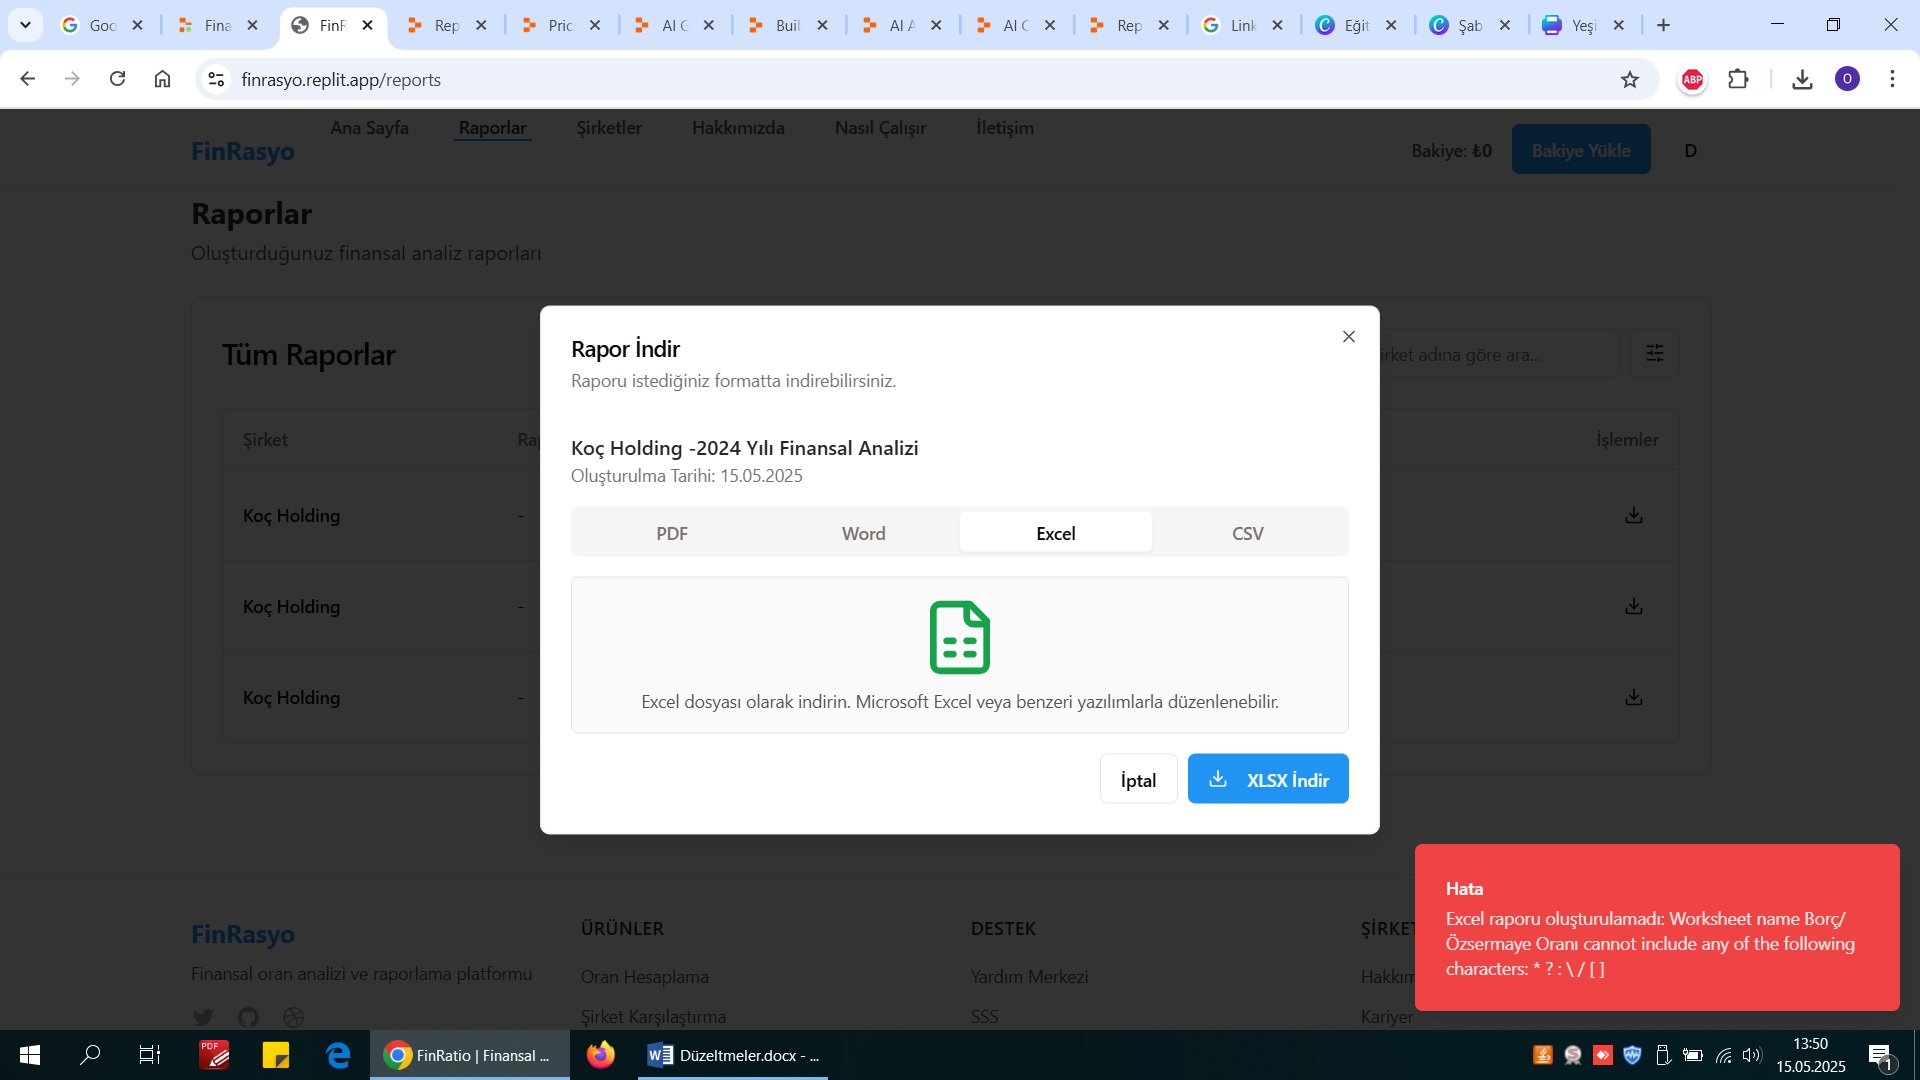 Goo
Fina
FinR
Rep
Pric
AI G
Buil
AI A
AI C
Rep
Link
Eğit
Şab
Yeşi
finrasyo.replit.app/reports
ABP
O
FinRasyo
Ana Sayfa
Raporlar
Şirketler
Hakkımızda
Nasıl Çalışır
İletişim
Bakiye: ₺0
Bakiye Yükle
D
Raporlar
Oluşturduğunuz finansal analiz raporları
Tüm Raporlar
irket adına göre ara...
Şirket
Rap
İşlemler
Koç Holding
-
Koç Holding
-
Koç Holding
-
Rapor İndir
Raporu istediğiniz formatta indirebilirsiniz.
Koç Holding -2024 Yılı Finansal Analizi
Oluşturulma Tarihi: 15.05.2025
PDF
Word
Excel
CSV
Excel dosyası olarak indirin. Microsoft Excel veya benzeri yazılımlarla düzenlenebilir.
İptal
XLSX İndir
Hata
Excel raporu oluşturulamadı: Worksheet name Borç/
Özsermaye Oranı cannot include any of the following
characters: * ? : \ / [ ]
FinRasyo
Finansal oran analizi ve raporlama platformu
ÜRÜNLER
Oran Hesaplama
Şirket Karşılaştırma
DESTEK
Yardım Merkezi
SSS
ŞİRKET
Hakkım
Kariyer
PDF
FinRatio | Finansal ...
Düzeltmeler.docx - ...
13:50
15.05.2025
1